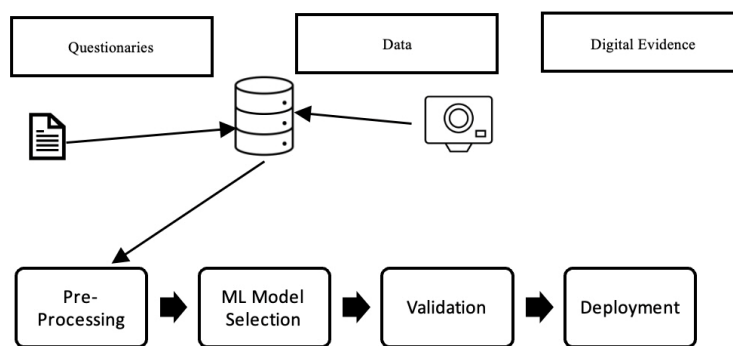 Questionaries
Data
Digital Evidence
Pre-
Processing
ML Model
Selection
Validation
Deployment